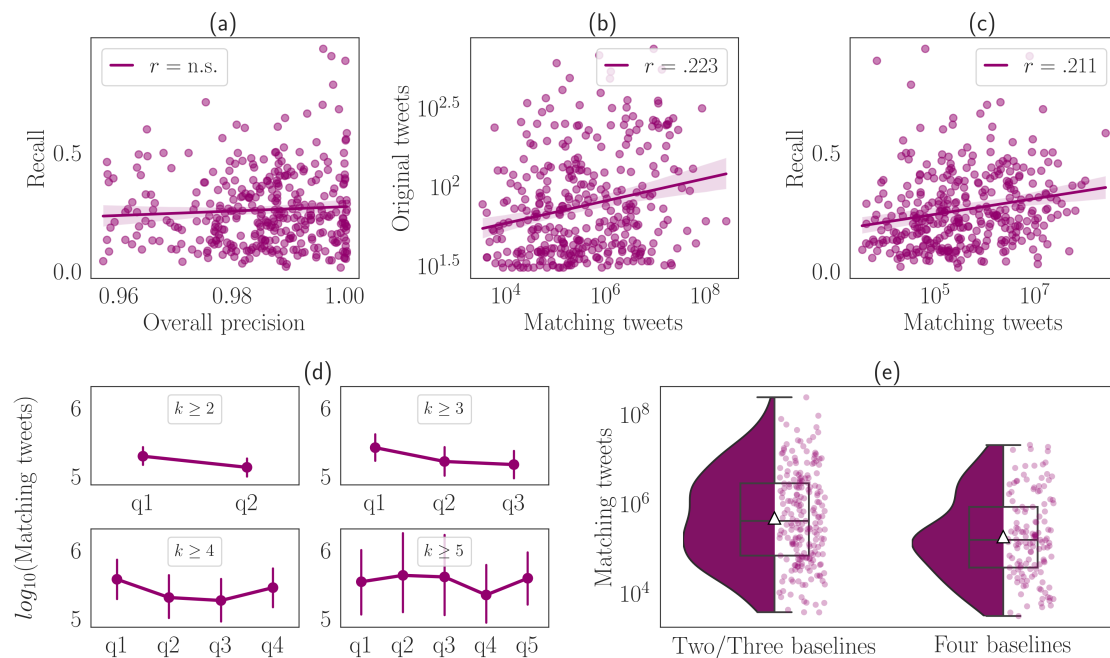 (a)
r = n.s.
Recall
0.5
0.0
0.96 0.98 1.00
Overall precision
(b)
r = .223
Original tweets
10^2.5
10^2
10^1.5
10^4 10^6 10^8
Matching tweets
(c)
r = .211
Recall
0.5
0.0
10^5 10^7
Matching tweets
(d)
log10(Matching tweets)
6
5
k ≥ 2
q1 q2
6
5
k ≥ 3
q1 q2 q3
6
5
k ≥ 4
q1 q2 q3 q4
6
5
k ≥ 5
q1 q2 q3 q4 q5
(e)
Matching tweets
10^8
10^6
10^4
Two/Three baselines Four baselines